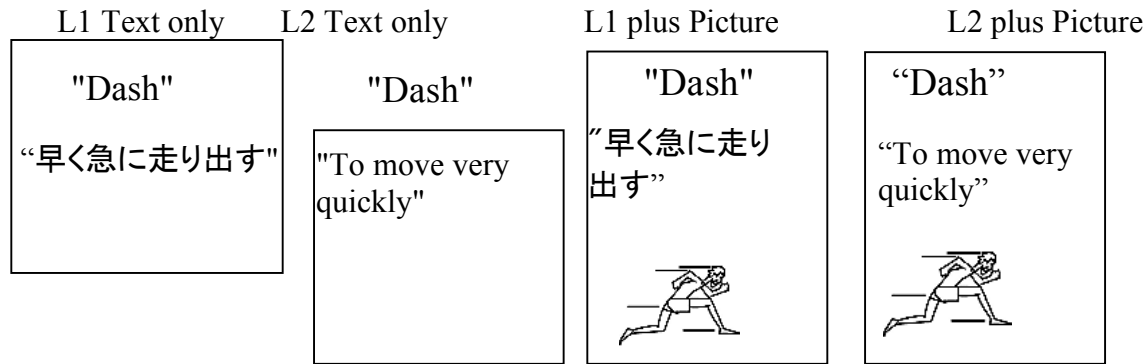 L1 Text only
L2 Text only
L1 plus Picture
L2 plus Picture
"Dash"
“早く急に走り出す"
"Dash"
"To move very
quickly"
"Dash"
"早く急に走り
出す”
“Dash”
“To move very
quickly”